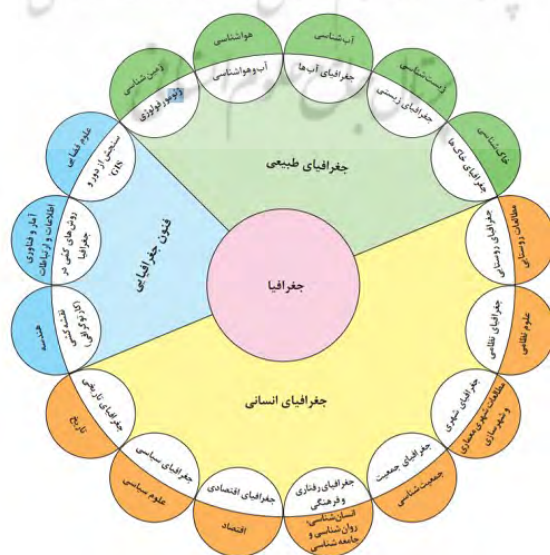 هواشناسی
آب و هواشناسی
آب‌شناسی
جغرافیای آب‌ها
زیست‌شناسی
جغرافیای زیستی
خاک‌شناسی
جغرافیای خاک‌ها
زمین‌شناسی
ژئومورفولوژی
جغرافیای طبیعی
علوم فضایی
سنجش از دور و
GIS
آمار و فناوری
اطلاعات و ارتباطات
روش‌های کمّی در
جغرافیا
هندسه
نقشه‌کشی
(کارتوگرافی)
فنون جغرافیایی
جغرافیا
مطالعات روستایی
جغرافیای روستایی
علوم نظامی
جغرافیای نظامی
مطالعات شهری معماری
و شهرسازی
جغرافیای شهری
جمعیت‌شناسی
جغرافیای جمعیت
جغرافیای رفتاری
و فرهنگی
انسان‌شناسی،
روان‌شناسی و
جامعه‌شناسی
جغرافیای اقتصادی
اقتصاد
جغرافیای سیاسی
علوم سیاسی
جغرافیای تاریخی
تاریخ
جغرافیای انسانی